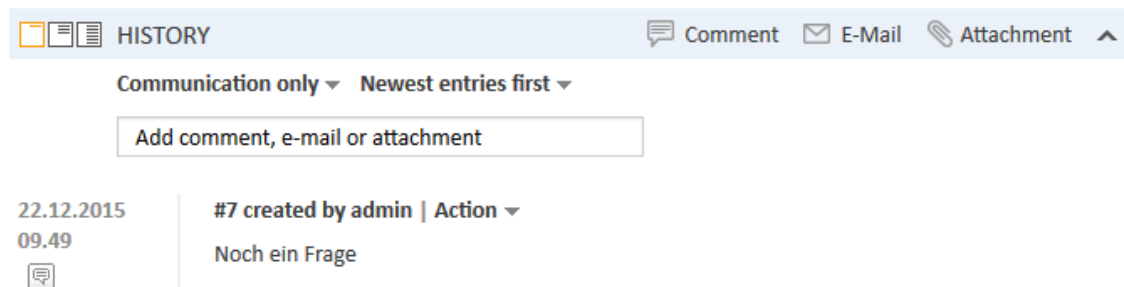 HISTORY Comment E-Mail Attachment
Communication only Newest entries first
Add comment, e-mail or attachment
22.12.2015 #7 created by admin | Action
09.49
Noch ein Frage